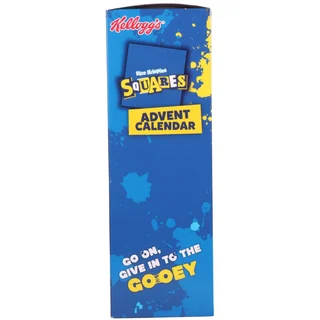 Kellogg's
Rice Krispies
SQUARES
ADVENT
CALENDAR
GO ON,
GIVE IN TO THE
GOOEY